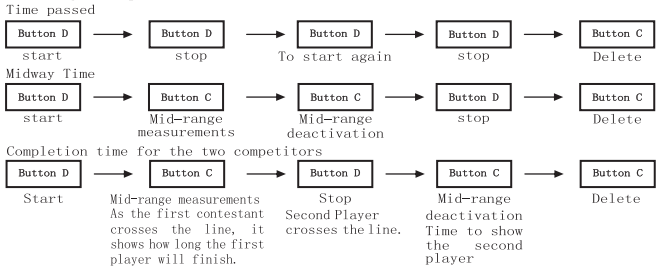 Time passed
Button D Button D Button D Button D Button C
start stop To start again stop Delete
Midway Time
Button D Button C Button C Button D Button C
start Mid-range measurements Mid-range deactivation stop Delete
Completion time for the two competitors
Button D Button C Button D Button C Button C
Start Mid-range measurements Stop Mid-range Delete
As the first contestant Second Player deactivation
crosses the line, it crosses the line. Time to show
shows how long the first the second
player will finish. player